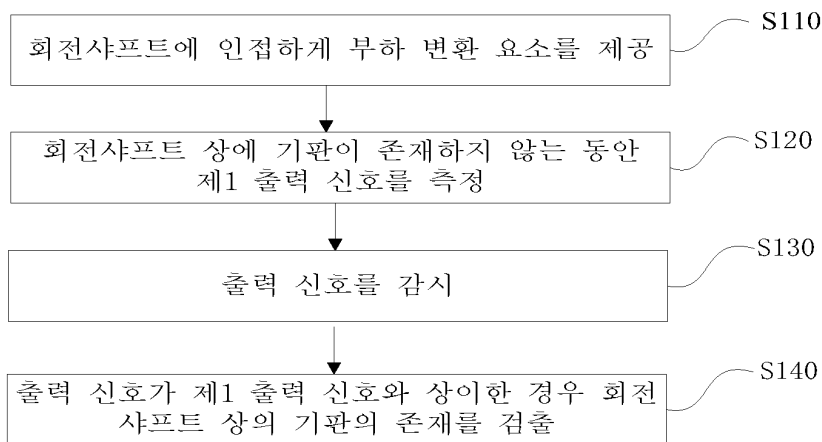 회전샤프트에 인접하게 부하 변환 요소를 제공
S110
회전샤프트 상에 기판이 존재하지 않는 동안
제1 출력 신호를 측정
S120
출력 신호를 감시
S130
출력 신호가 제1 출력 신호와 상이한 경우 회전
샤프트 상의 기판의 존재를 검출
S140